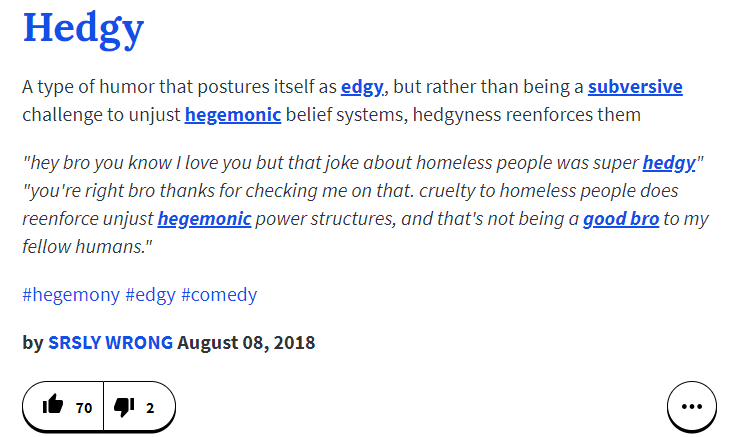 Hedgy
A type of humor that postures itself as edgy, but rather than being a subversive
challenge to unjust hegemonic belief systems, hedgyness reenforces them
"hey bro you know I love you but that joke about homeless people was super hedgy"
"you're right bro thanks for checking me on that. cruelty to homeless people does
reenforce unjust hegemonic power structures, and that's not being a good bro to my
fellow humans."
#hegemony #edgy #comedy
by SRSLY WRONG August 08, 2018
70 2